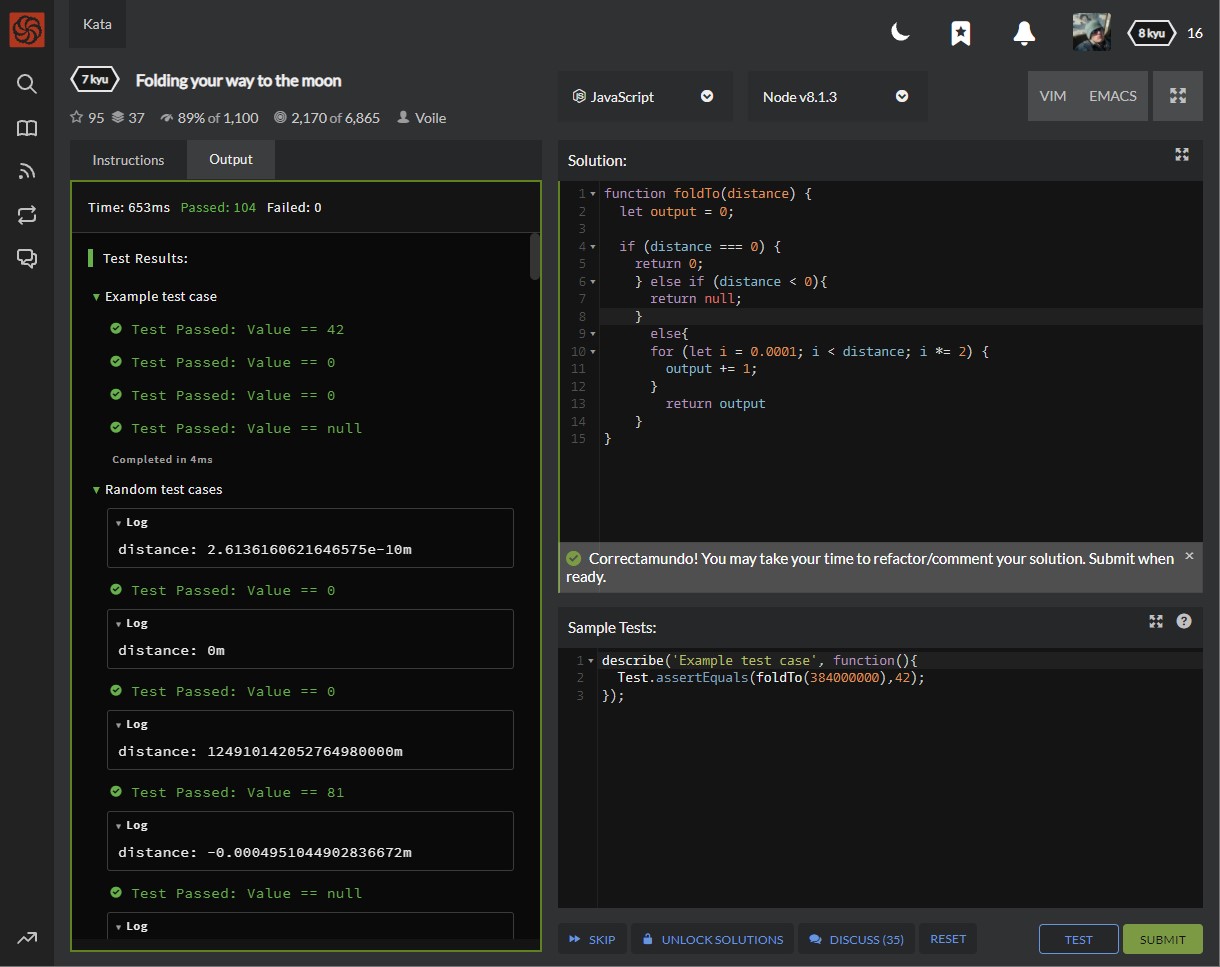 Kata
8 kyu 16
7 kyu Folding your way to the moon
95 37 89% of 1,100 2,170 of 6,865 Voile
JavaScript
Node v8.1.3
VIM EMACS
Instructions Output
Time: 653ms Passed: 104 Failed: 0
Test Results:
Example test case
Test Passed: Value == 42
Test Passed: Value == 0
Test Passed: Value == 0
Test Passed: Value == null
Completed in 4ms
Random test cases
Log
distance: 2.6136160621646575e-10m
Test Passed: Value == 0
Log
distance: 0m
Test Passed: Value == 0
Log
distance: 124910142052764980000m
Test Passed: Value == 81
Log
distance: -0.0004951044902836672m
Test Passed: Value == null
Log
Solution:
1 function foldTo(distance) {
2 let output = 0;
3
4 if (distance === 0) {
5 return 0;
6 } else if (distance < 0){
7 return null;
8 }
9 else{
10 for (let i = 0.0001; i < distance; i *= 2) {
11 output += 1;
12 }
13 return output
14 }
15 }
Correctamundo! You may take your time to refactor/comment your solution. Submit when
ready.
Sample Tests:
1 describe('Example test case', function(){
2 Test.assertEquals(foldTo(384000000),42);
3 });
SKIP UNLOCK SOLUTIONS DISCUSS (35) RESET TEST SUBMIT